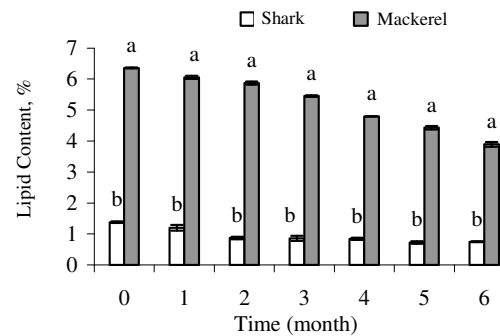 Shark Mackerel
7
6
5
4
3
2
1
0
Lipid Content, %
a a a a a a a
b b b b b b b
0 1 2 3 4 5 6
Time (month)